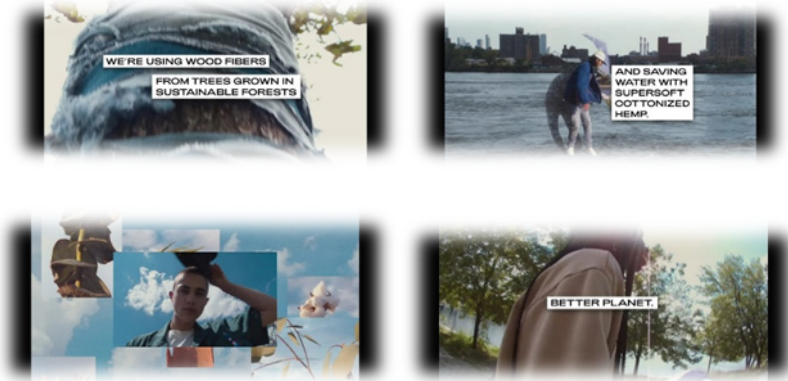 WE'RE USING WOOD FIBERS
FROM TREES GROWN IN
SUSTAINABLE FORESTS
AND SAVING
WATER WITH
SUPERSOFT
COTTONIZED
HEMP.
BETTER PLANET.